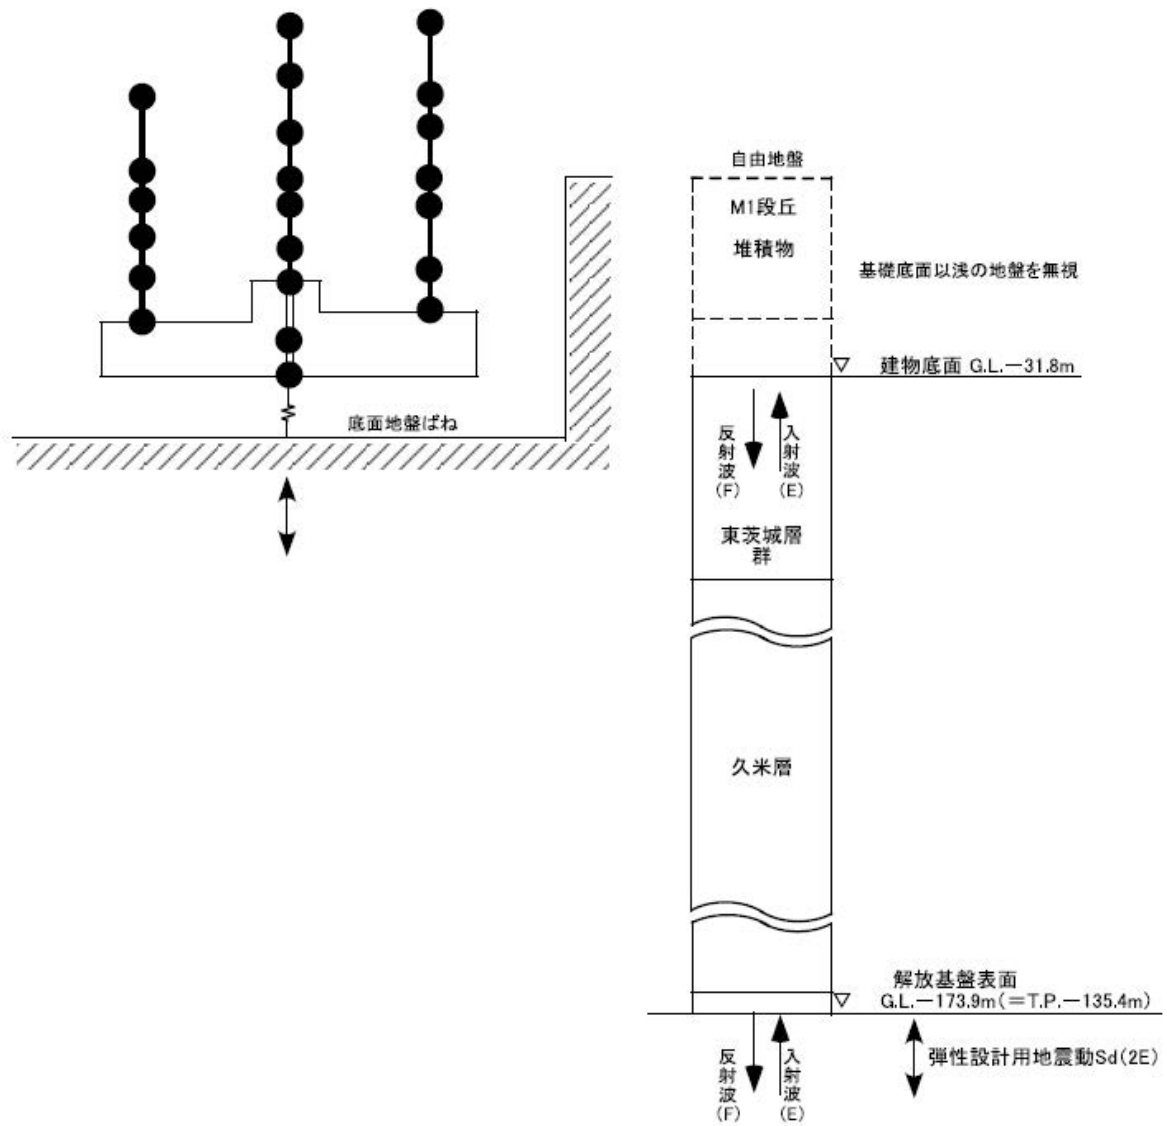 自由地盤
M1段丘
堆積物
基礎底面以浅の地盤を無視
建物底面 G.L.－31.8m
底面地盤ばね
反射波(F)
入射波(E)
東茨城層
群
久米層
解放基盤表面
G.L.－173.9m(＝T.P.－135.4m)
反射波(F)
入射波(E)
弾性設計用地震動Sd(2E)